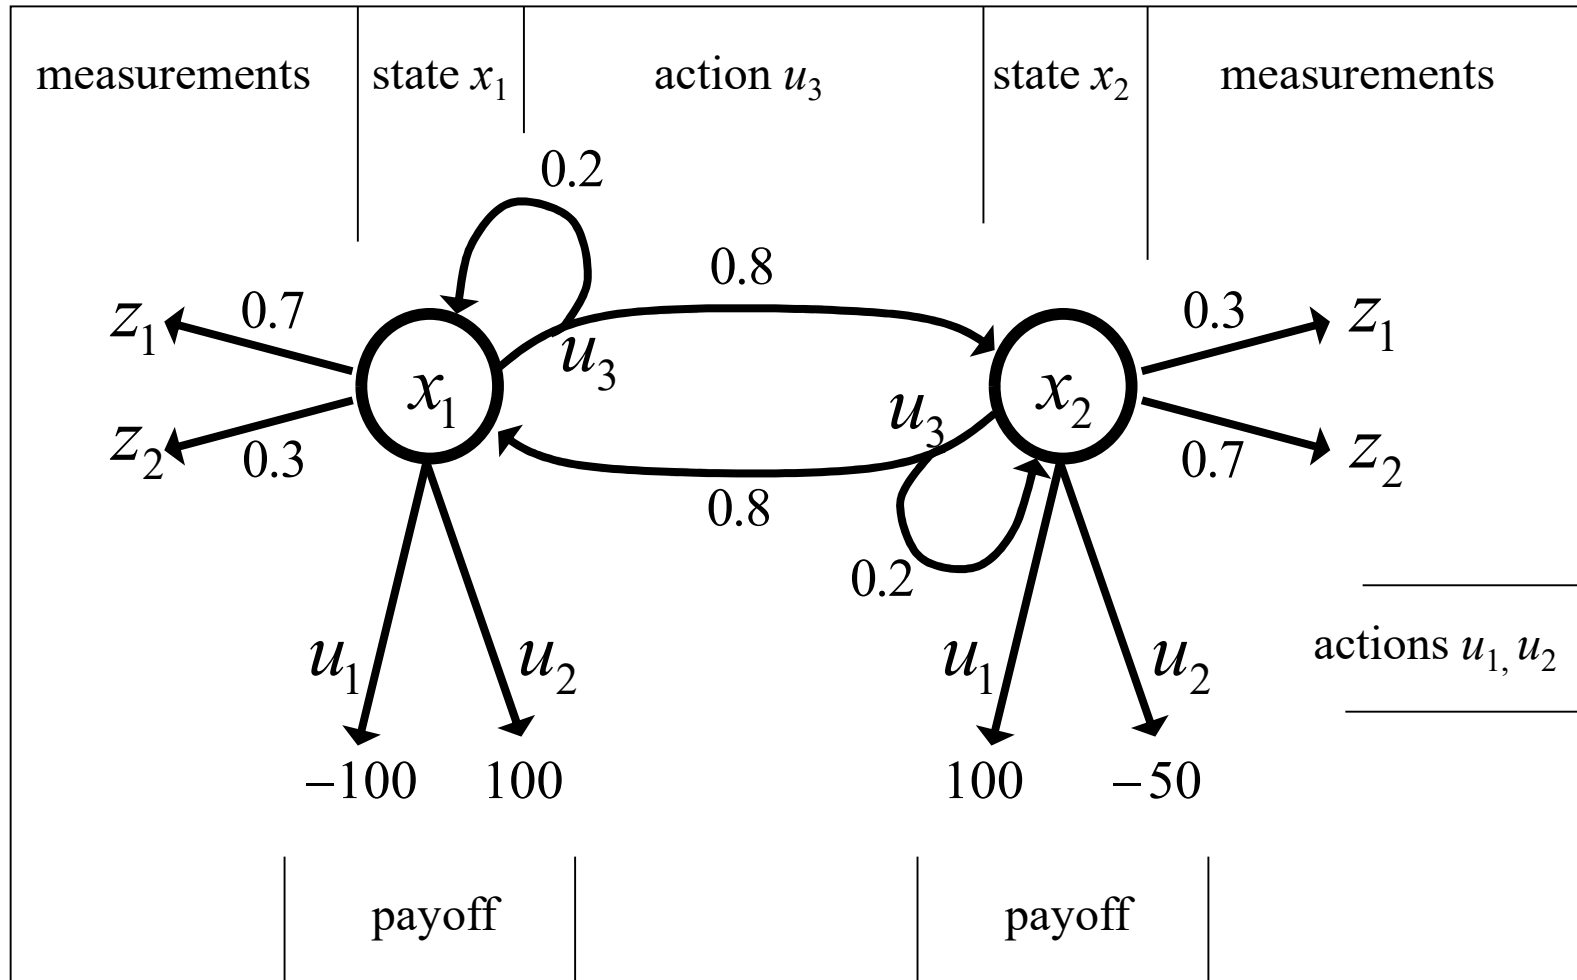 measurements state x₁ action u₃ state x₂ measurements
0.2
0.8
z₁ 0.7 0.3 z₁
u₃
x₁ u₃ x₂
z₂ 0.3 0.7 z₂
0.8
0.2
u₁ u₂ u₁ u₂ actions u₁, u₂
−100 100 100 −50
payoff payoff